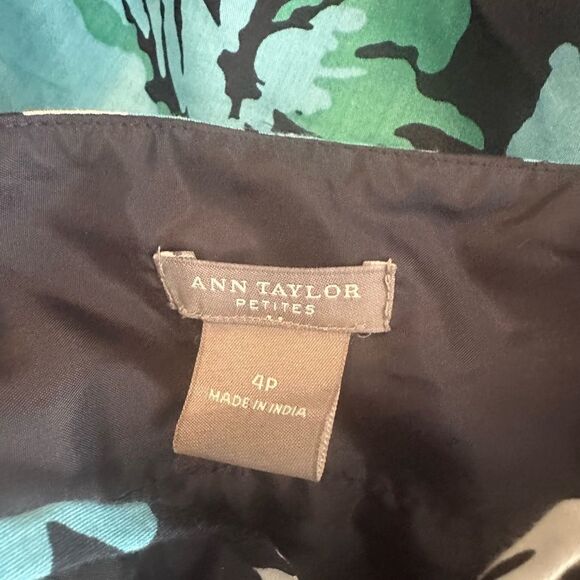 ANN TAYLOR
PETITES
4P
MADE IN INDIA